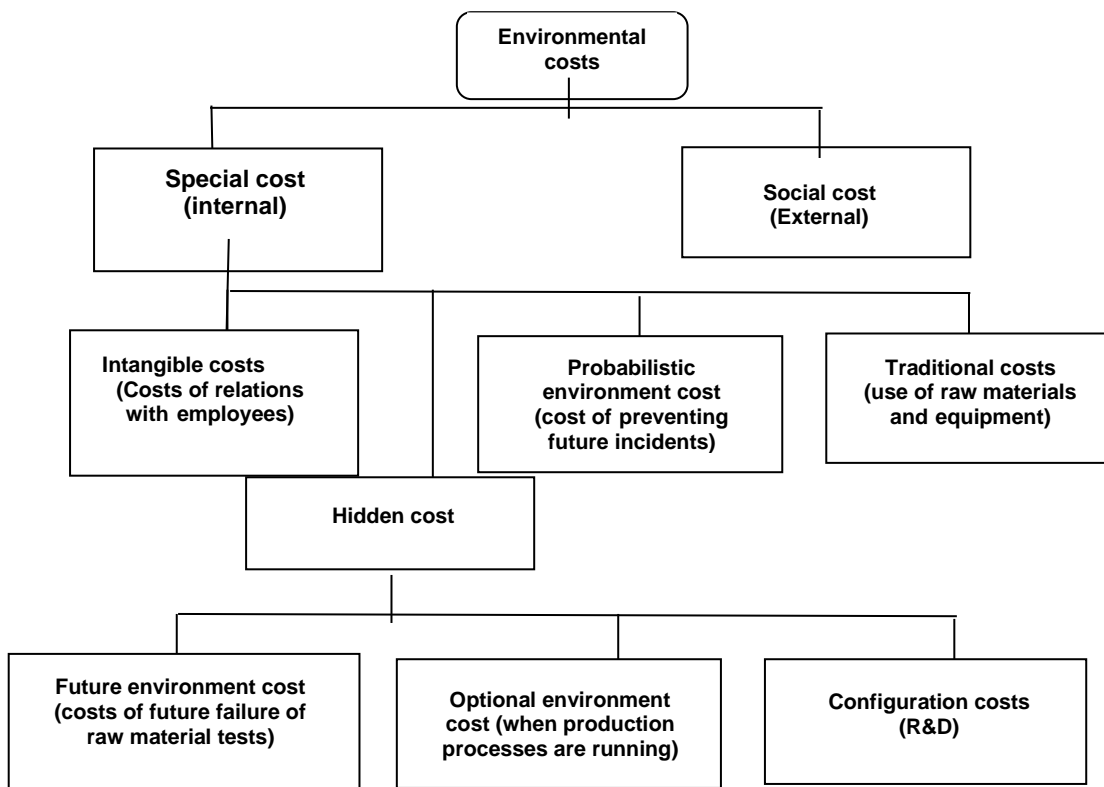 Environmental
costs
Special cost
(internal)
Social cost
(External)
Intangible costs
(Costs of relations
with employees)
Probabilistic
environment cost
(cost of preventing
future incidents)
Traditional costs
(use of raw materials
and equipment)
Hidden cost
Future environment cost
(costs of future failure of
raw material tests)
Optional environment
cost (when production
processes are running)
Configuration costs
(R&D)